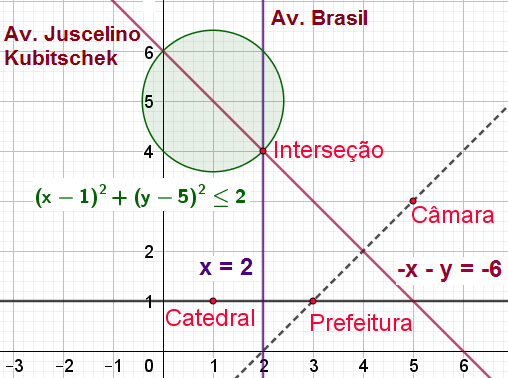 Av. Brasil
Av. Juscelino
Kubitschek
6
5
4
Interseção
(x − 1)² + (y − 5)² ≤ 2
Câmara
2
x = 2
-x - y = -6
1
Catedral
Prefeitura
−3 −2 −1 0 1 2 3 4 5 6